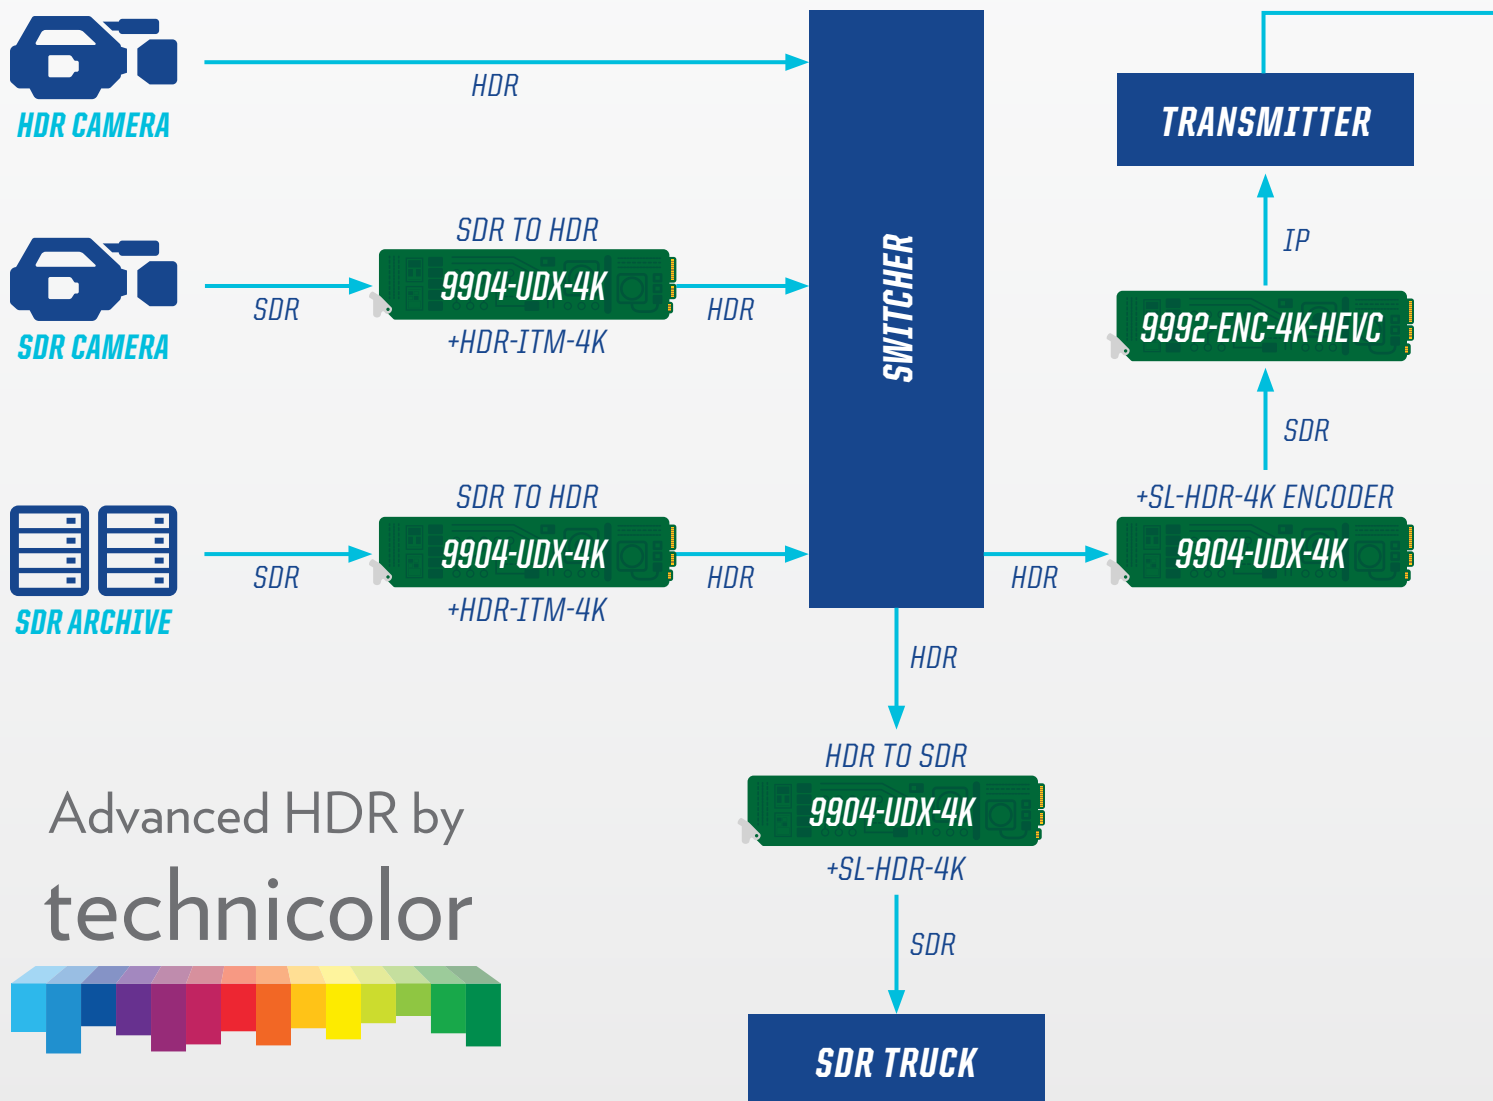 HDR CAMERA
HDR
SDR CAMERA
SDR
SDR TO HDR
9904-UDX-4K
+HDR-ITM-4K
HDR
SDR ARCHIVE
SDR
SDR TO HDR
9904-UDX-4K
+HDR-ITM-4K
HDR
SWITCHER
TRANSMITTER
IP
9992-ENC-4K-HEVC
SDR
+SL-HDR-4K ENCODER
9904-UDX-4K
HDR
HDR
HDR TO SDR
9904-UDX-4K
+SL-HDR-4K
SDR
SDR TRUCK
Advanced HDR by
technicolor